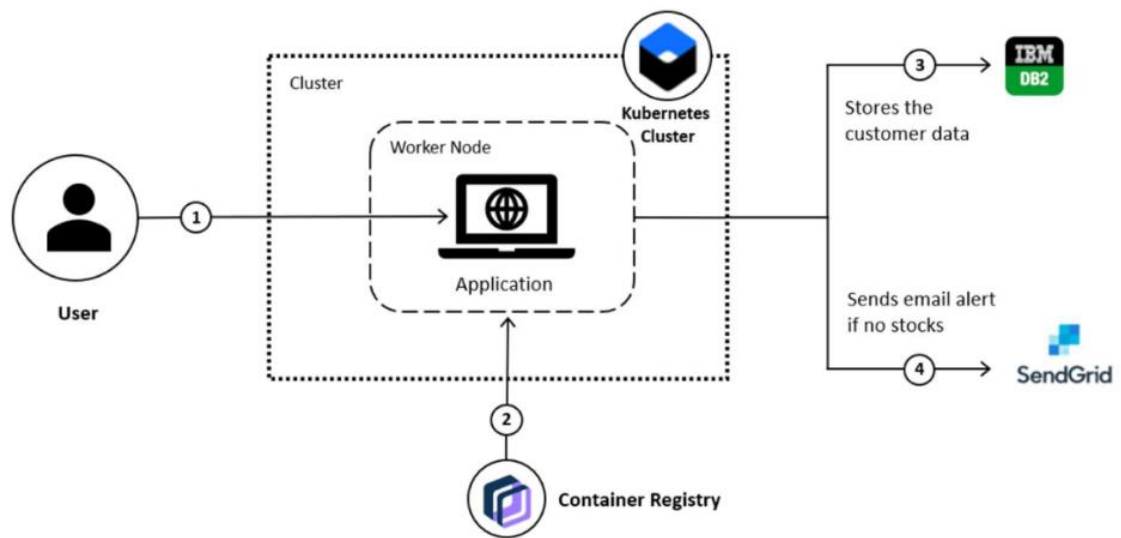 Cluster
Kubernetes
Cluster
Worker Node
Application
User
1
2
Container Registry
3
IBM
DB2
Stores the
customer data
Sends email alert
if no stocks
4
SendGrid